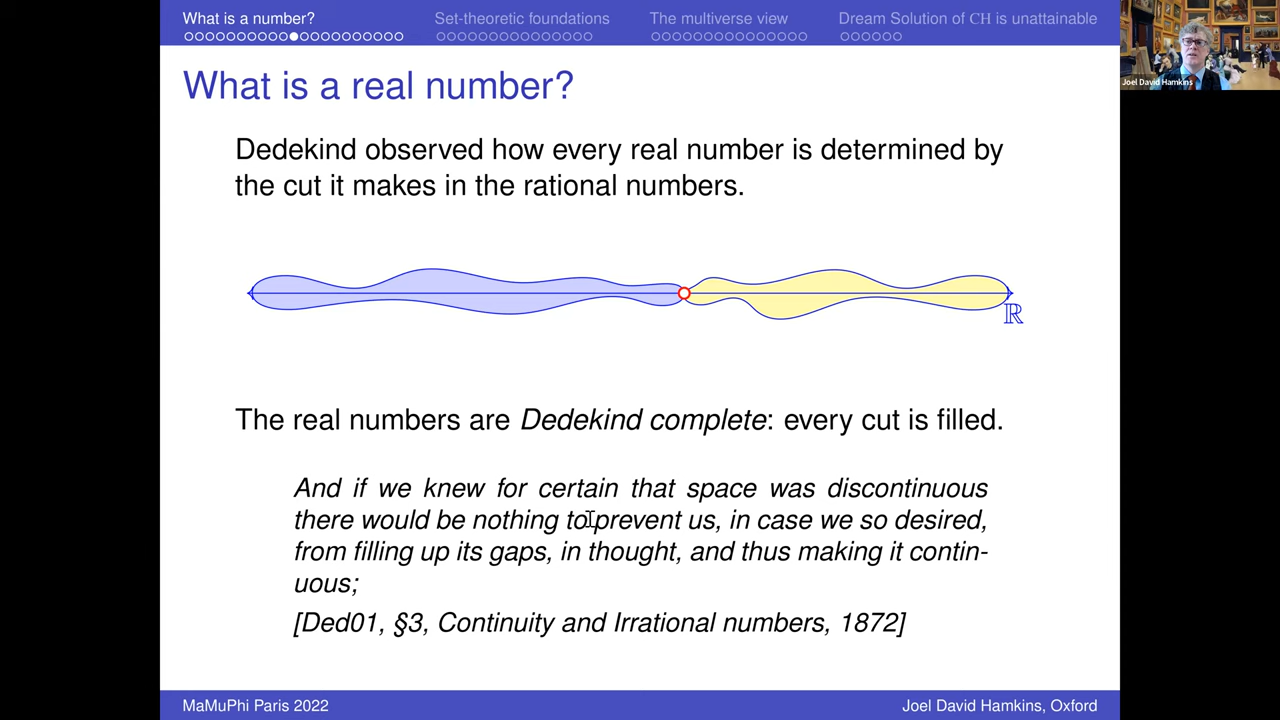 What is a number?
Set-theoretic foundations
The multiverse view
Dream Solution of CH is unattainable
Joel David Hamkins
What is a real number?
Dedekind observed how every real number is determined by
the cut it makes in the rational numbers.
ℝ
The real numbers are Dedekind complete: every cut is filled.
And if we knew for certain that space was discontinuous
there would be nothing to prevent us, in case we so desired,
from filling up its gaps, in thought, and thus making it contin-
uous;
[Ded01, §3, Continuity and Irrational numbers, 1872]
MaMuPhi Paris 2022
Joel David Hamkins, Oxford